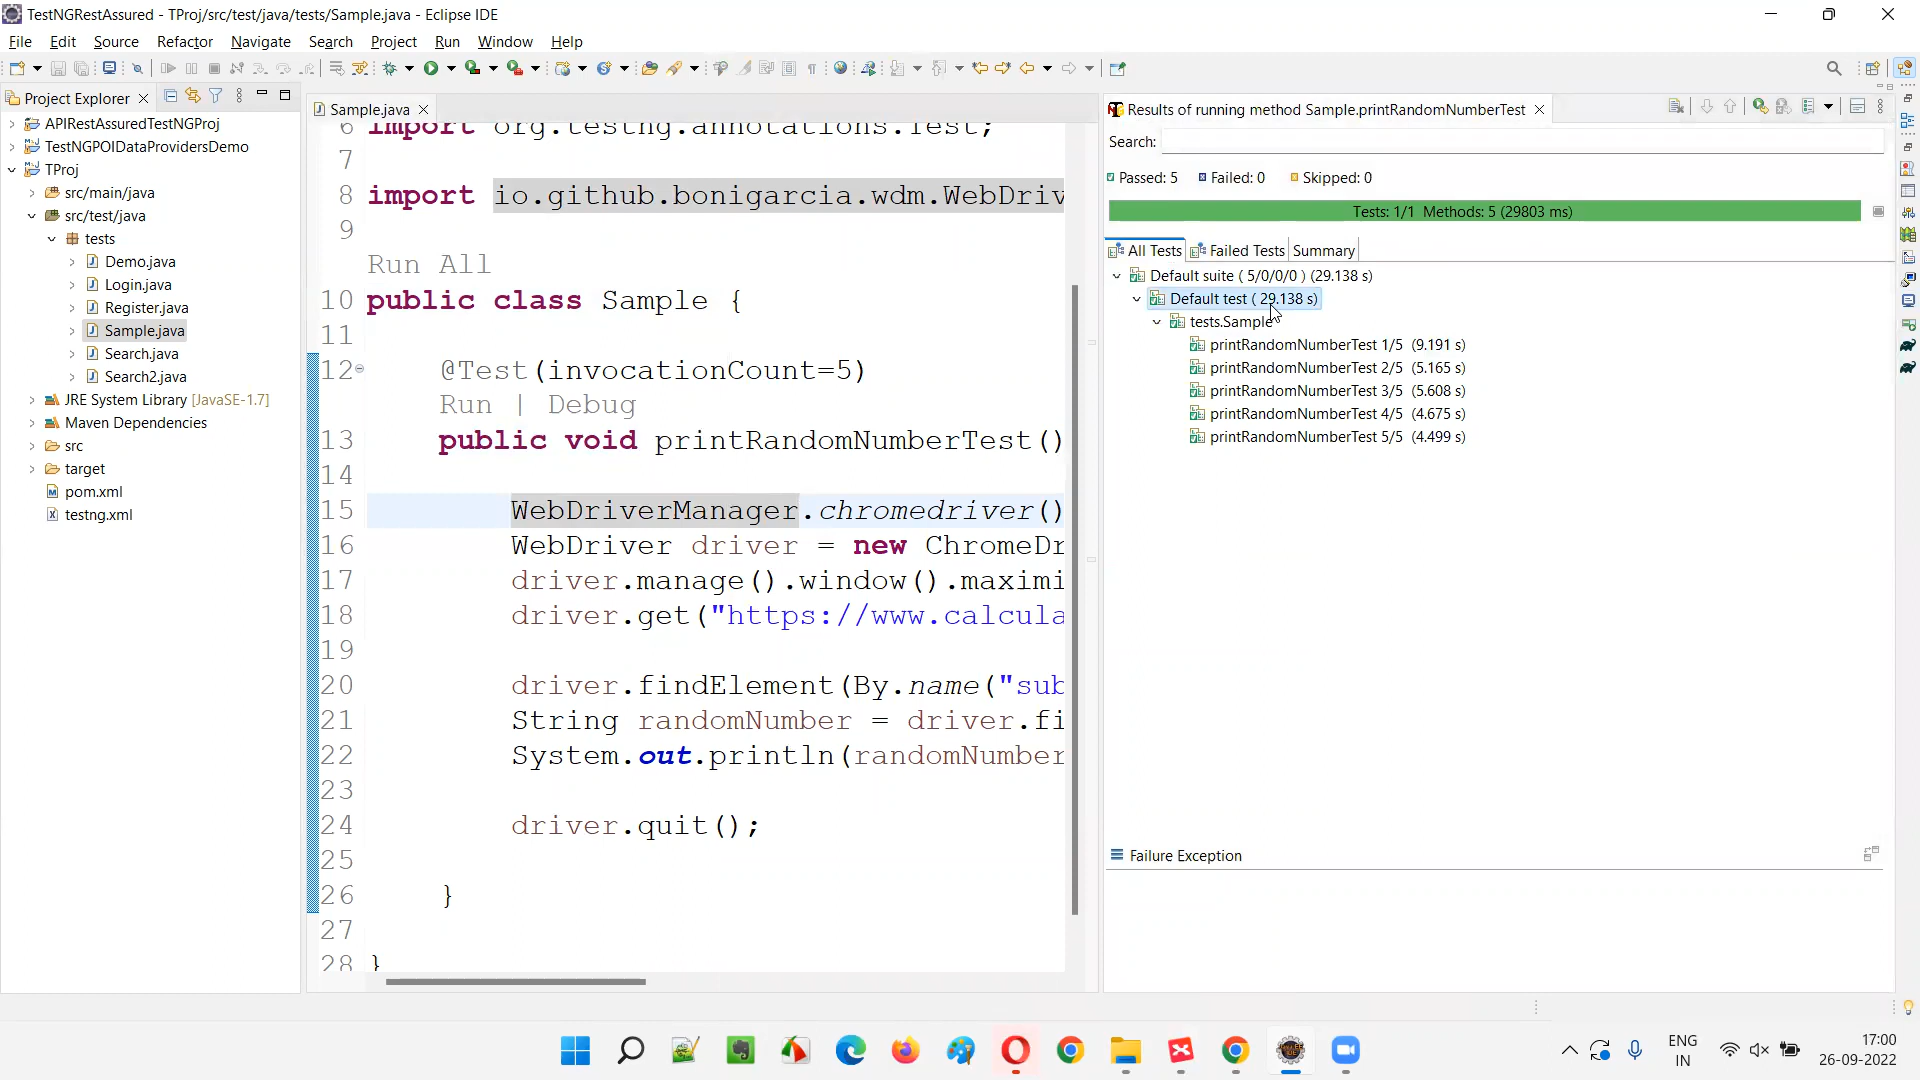 TestNGRestAssured - TProj/src/test/java/tests/Sample.java - Eclipse IDE
File Edit Source Refactor Navigate Search Project Run Window Help
Project Explorer
APIRestAssuredTestNGProj
TestNGPOIDataProvidersDemo
TProj
src/main/java
src/test/java
tests
Demo.java
Login.java
Register.java
Sample.java
Search.java
Search2.java
JRE System Library [JavaSE-1.7]
Maven Dependencies
src
target
pom.xml
testng.xml
Sample.java
6 import org.testng.annotations.Test;
7
8 import io.github.bonigarcia.wdm.WebDriv
9
Run All
10 public class Sample {
11
12 @Test(invocationCount=5)
Run | Debug
13 public void printRandomNumberTest()
14
15 WebDriverManager.chromedriver()
16 WebDriver driver = new ChromeDr
17 driver.manage().window().maximi
18 driver.get("https://www.calcula
19
20 driver.findElement(By.name("sub
21 String randomNumber = driver.fi
22 System.out.println(randomNumber
23
24 driver.quit();
25
26 }
27
28 }
Results of running method Sample.printRandomNumberTest
Search:
Passed: 5 Failed: 0 Skipped: 0
Tests: 1/1 Methods: 5 (29803 ms)
All Tests Failed Tests Summary
Default suite ( 5/0/0/0 ) (29.138 s)
Default test ( 29.138 s)
tests.Sample
printRandomNumberTest 1/5 (9.191 s)
printRandomNumberTest 2/5 (5.165 s)
printRandomNumberTest 3/5 (5.608 s)
printRandomNumberTest 4/5 (4.675 s)
printRandomNumberTest 5/5 (4.499 s)
Failure Exception
ENG
IN
17:00
26-09-2022